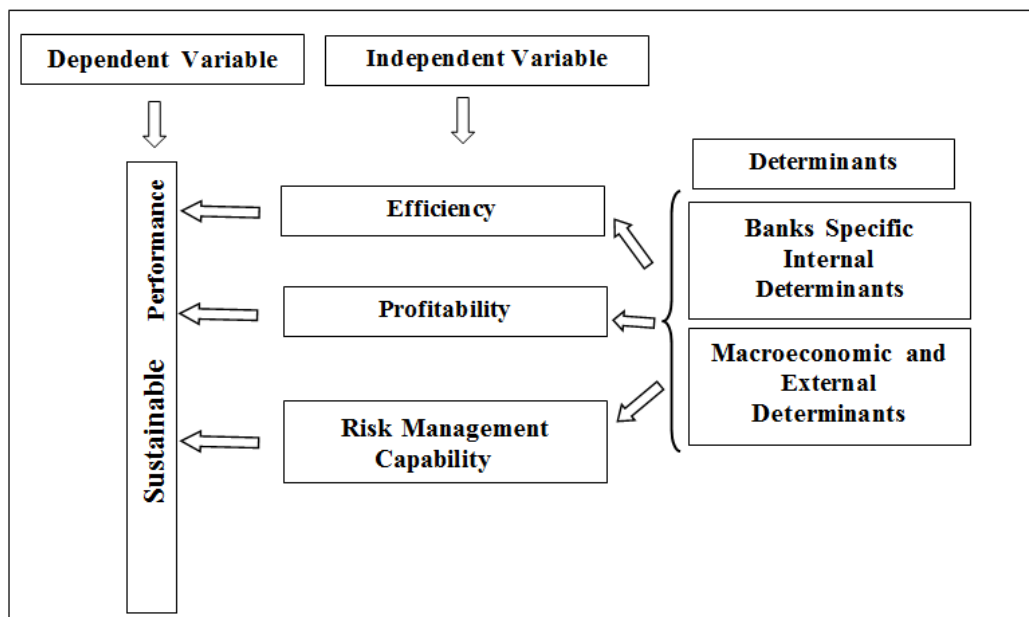 Dependent Variable
Independent Variable
Sustainable Performance
Efficiency
Profitability
Risk Management
Capability
Determinants
Banks Specific
Internal
Determinants
Macroeconomic and
External
Determinants